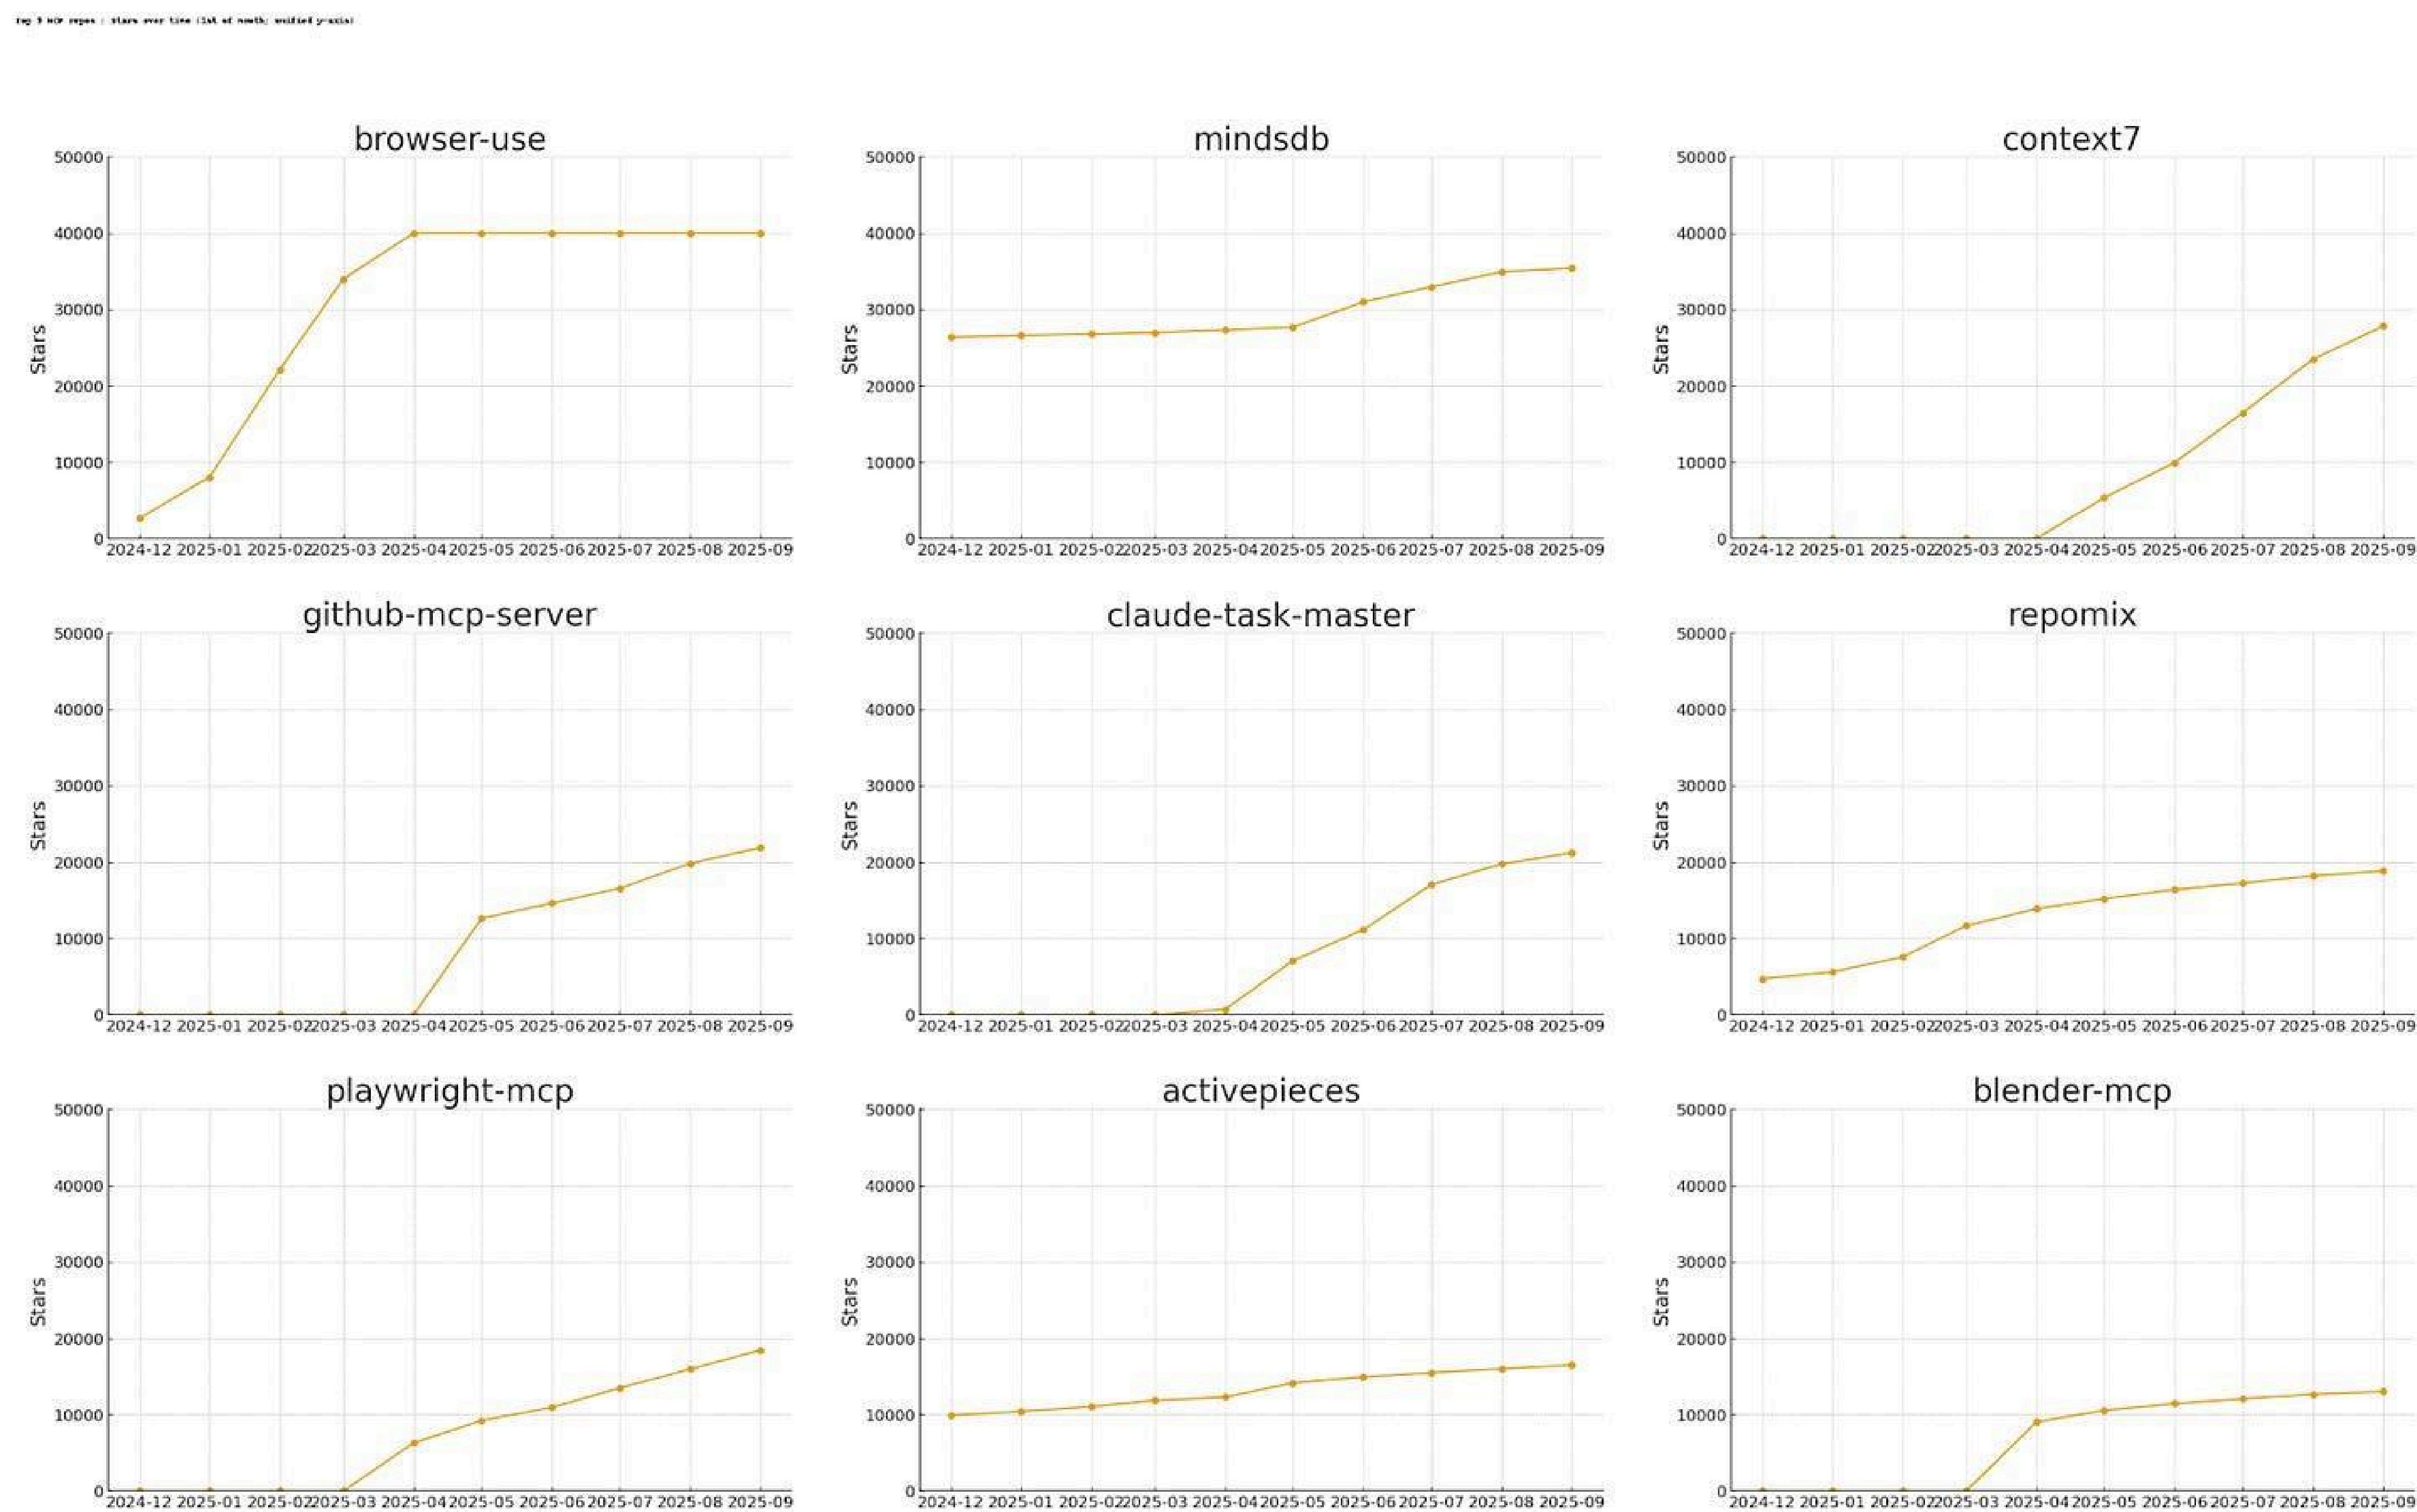 Top 9 MCP repos : Stars over time (1st of month; unified y-axis)
browser-use
50000
40000
30000
20000
10000
0
Stars
2024-12 2025-01 2025-02 2025-03 2025-04 2025-05 2025-06 2025-07 2025-08 2025-09
mindsdb
50000
40000
30000
20000
10000
0
Stars
2024-12 2025-01 2025-02 2025-03 2025-04 2025-05 2025-06 2025-07 2025-08 2025-09
context7
50000
40000
30000
20000
10000
0
Stars
2024-12 2025-01 2025-02 2025-03 2025-04 2025-05 2025-06 2025-07 2025-08 2025-09
github-mcp-server
50000
40000
30000
20000
10000
0
Stars
2024-12 2025-01 2025-02 2025-03 2025-04 2025-05 2025-06 2025-07 2025-08 2025-09
claude-task-master
50000
40000
30000
20000
10000
0
Stars
2024-12 2025-01 2025-02 2025-03 2025-04 2025-05 2025-06 2025-07 2025-08 2025-09
repomix
50000
40000
30000
20000
10000
0
Stars
2024-12 2025-01 2025-02 2025-03 2025-04 2025-05 2025-06 2025-07 2025-08 2025-09
playwright-mcp
50000
40000
30000
20000
10000
0
Stars
2024-12 2025-01 2025-02 2025-03 2025-04 2025-05 2025-06 2025-07 2025-08 2025-09
activepieces
50000
40000
30000
20000
10000
0
Stars
2024-12 2025-01 2025-02 2025-03 2025-04 2025-05 2025-06 2025-07 2025-08 2025-09
blender-mcp
50000
40000
30000
20000
10000
0
Stars
2024-12 2025-01 2025-02 2025-03 2025-04 2025-05 2025-06 2025-07 2025-08 2025-09